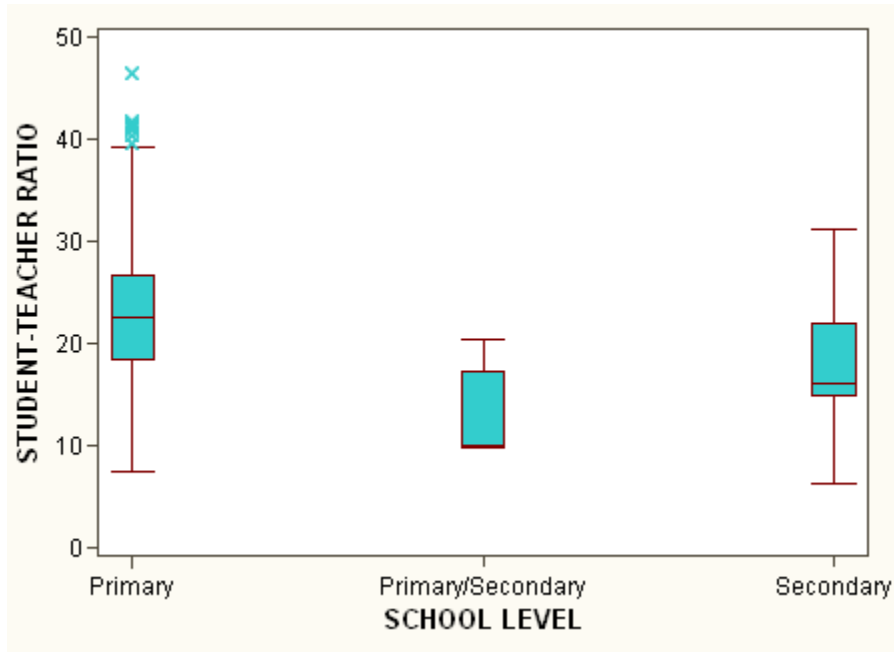 50
40
30
20
10
0
STUDENT-TEACHER RATIO
Primary
Primary/Secondary
Secondary
SCHOOL LEVEL